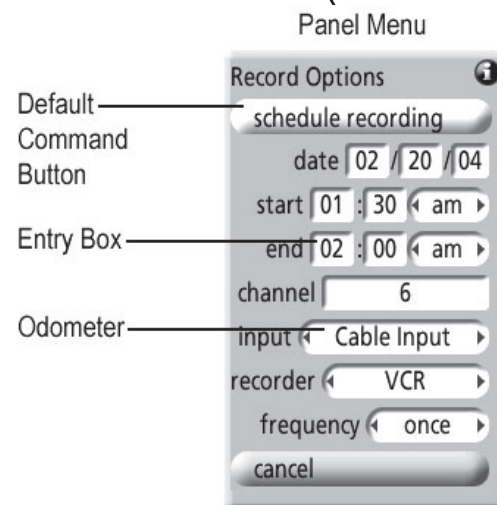 Panel Menu
Record Options
Default Command Button
schedule recording
date 02 / 20 / 04
start 01 : 30 am
Entry Box
end 02 : 00 am
channel 6
Odometer
input Cable Input
recorder VCR
frequency once
cancel